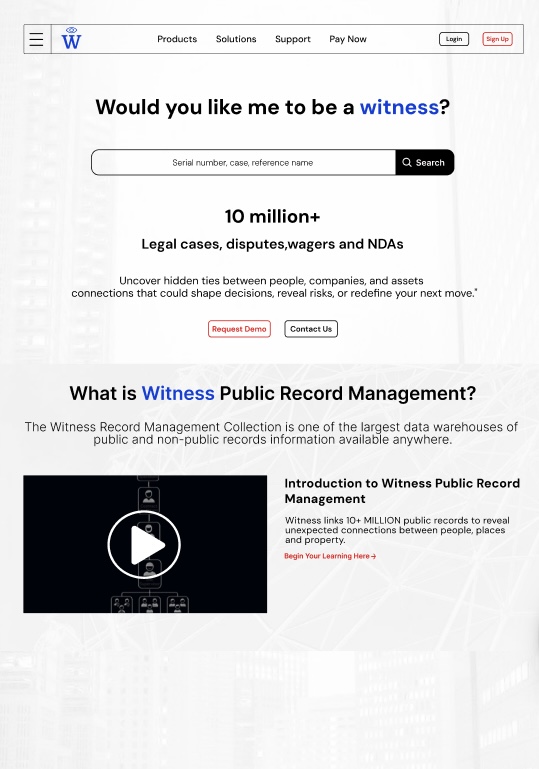 W
Products Solutions Support Pay Now Login Sign Up
Would you like me to be a witness?
Serial number, case, reference name Search
10 million+
Legal cases, disputes,wagers and NDAs
Uncover hidden ties between people, companies, and assets
connections that could shape decisions, reveal risks, or redefine your next move."
Request Demo Contact Us
What is Witness Public Record Management?
The Witness Record Management Collection is one of the largest data warehouses of
public and non-public records information available anywhere.
Introduction to Witness Public Record
Management
Witness links 10+ MILLION public records to reveal
unexpected connections between people, places
and property.
Begin Your Learning Here→